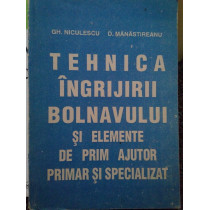 GH. NICULESCU D. MĂNĂSTIREANU
TEHNICA
ÎNGRIJIRII
BOLNAVULUI
ȘI ELEMENTE
DE PRIM AJUTOR
PRIMAR ȘI SPECIALIZAT